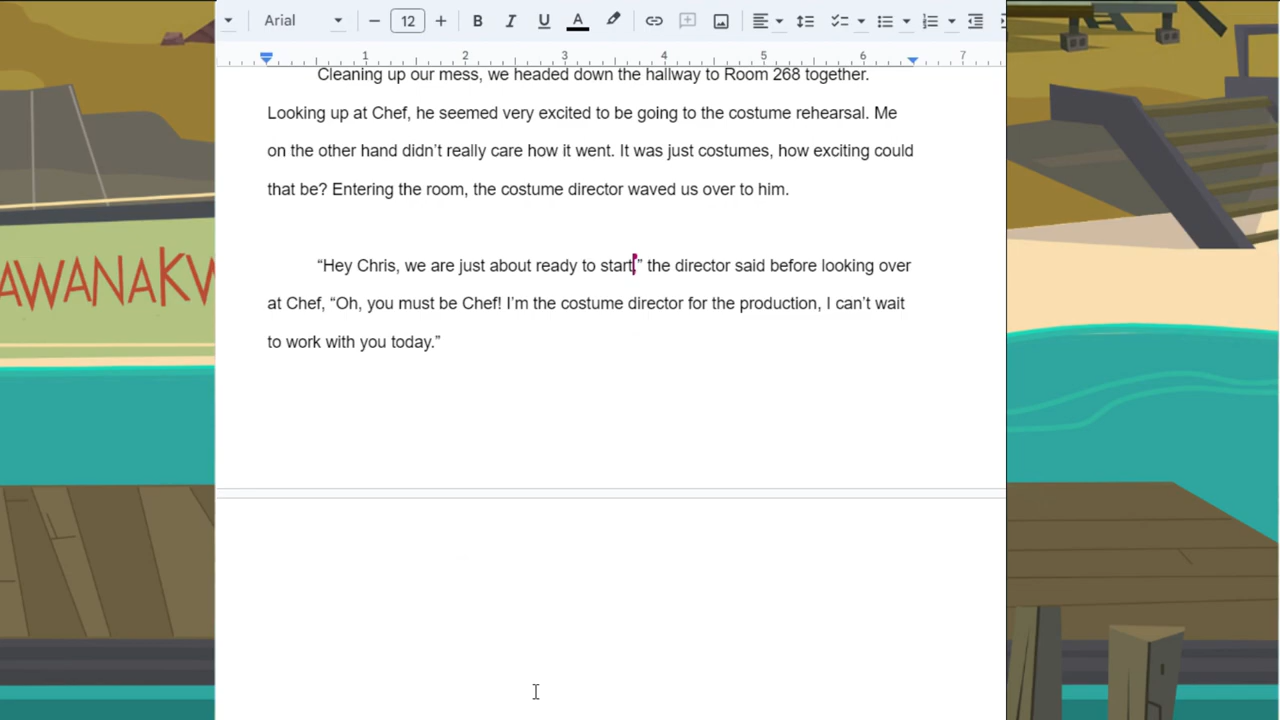 Arial
12
1 2 3 4 5 6 7
Cleaning up our mess, we headed down the hallway to Room 268 together.
Looking up at Chef, he seemed very excited to be going to the costume rehearsal. Me
on the other hand didn’t really care how it went. It was just costumes, how exciting could
that be? Entering the room, the costume director waved us over to him.
“Hey Chris, we are just about ready to start,” the director said before looking over
at Chef, “Oh, you must be Chef! I’m the costume director for the production, I can’t wait
to work with you today.”
AWANAKW